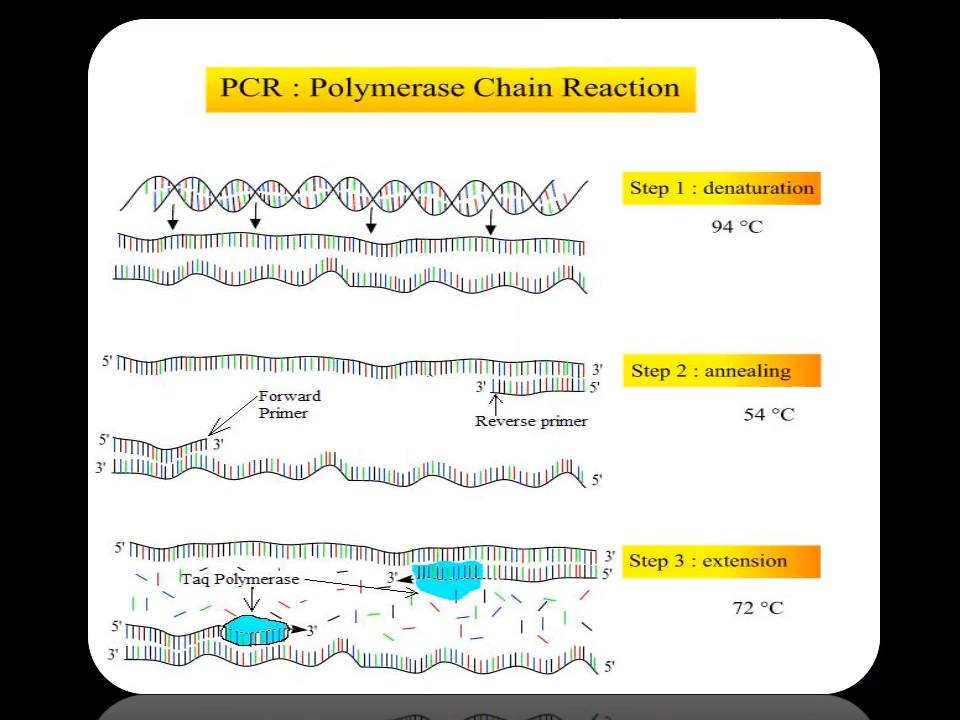 PCR : Polymerase Chain Reaction
Step 1 : denaturation
94 °C
5' 3'
Step 2 : annealing
3' 5'
Forward
Primer
Reverse primer
54 °C
5' 3'
3' 5'
5' 3'
Step 3 : extension
Taq Polymerase
3' 5'
72 °C
5' 3'
3' 5'